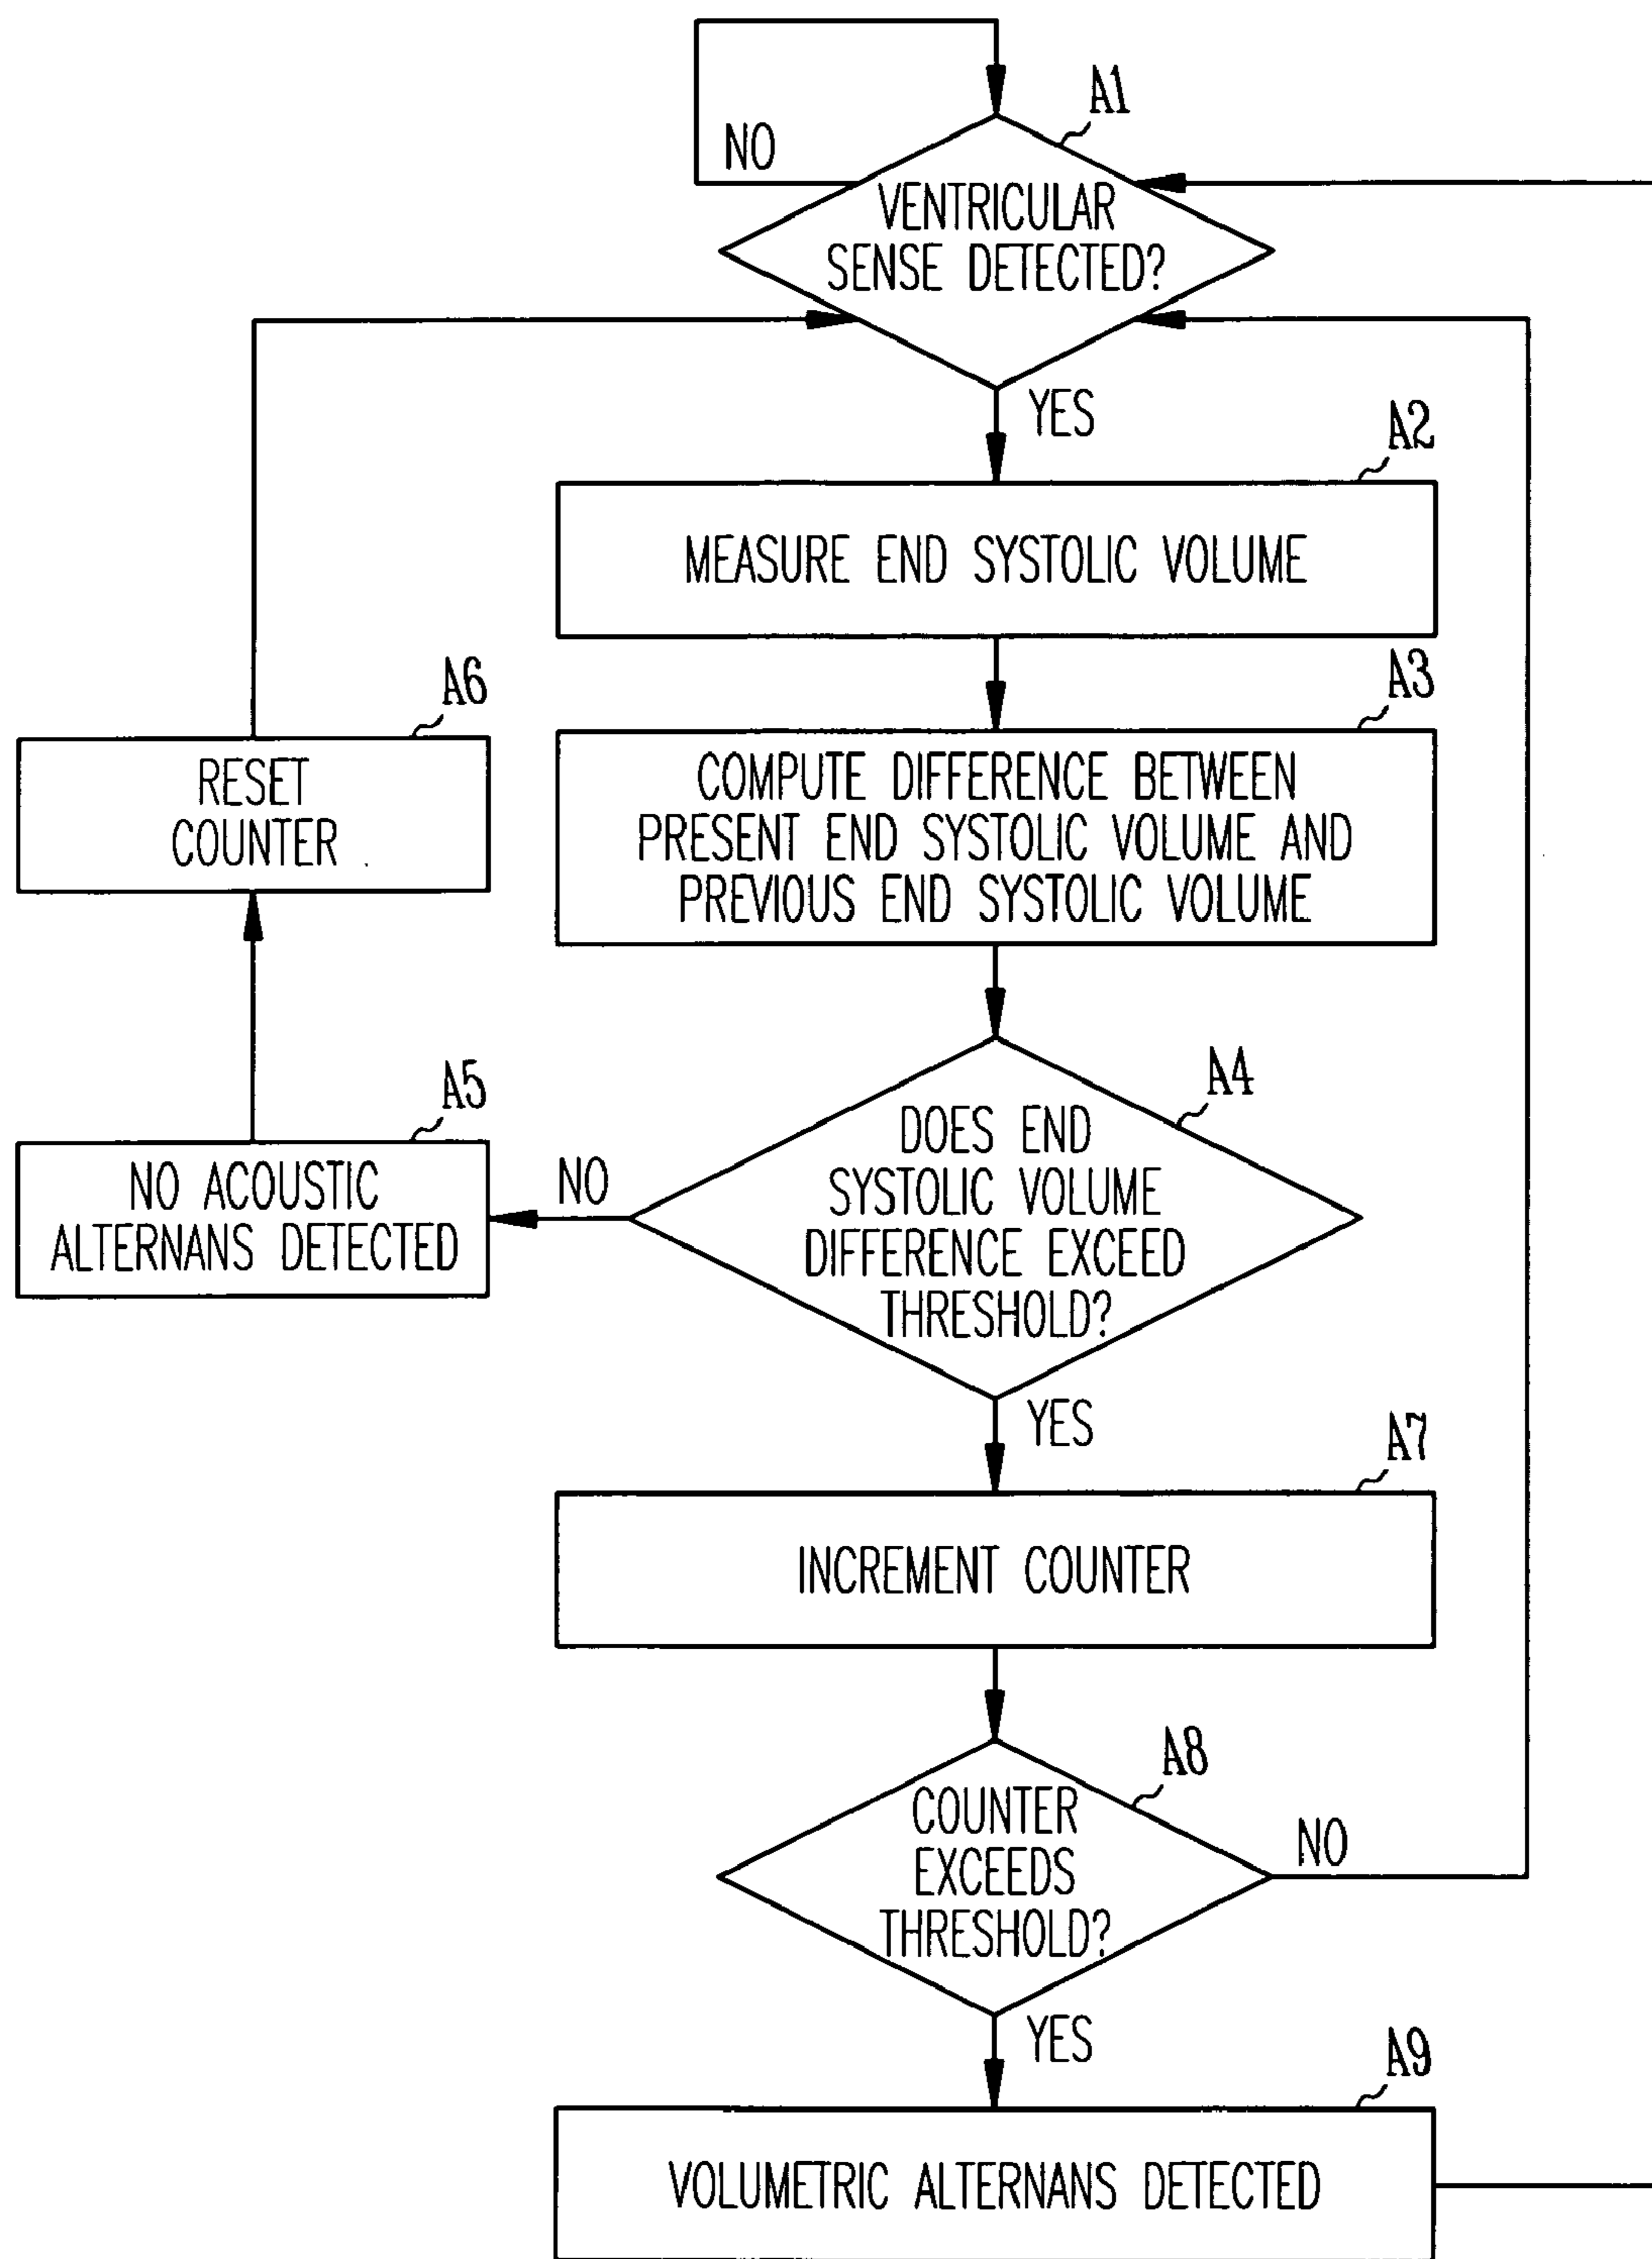 A1
NO
VENTRICULAR
SENSE DETECTED?
YES
A2
MEASURE END SYSTOLIC VOLUME
A3
COMPUTE DIFFERENCE BETWEEN
PRESENT END SYSTOLIC VOLUME AND
PREVIOUS END SYSTOLIC VOLUME
A6
RESET
COUNTER
A4
DOES END
SYSTOLIC VOLUME
DIFFERENCE EXCEED
THRESHOLD?
NO
A5
NO ACOUSTIC
ALTERNANS DETECTED
YES
A7
INCREMENT COUNTER
A8
COUNTER
EXCEEDS
THRESHOLD?
NO
YES
A9
VOLUMETRIC ALTERNANS DETECTED